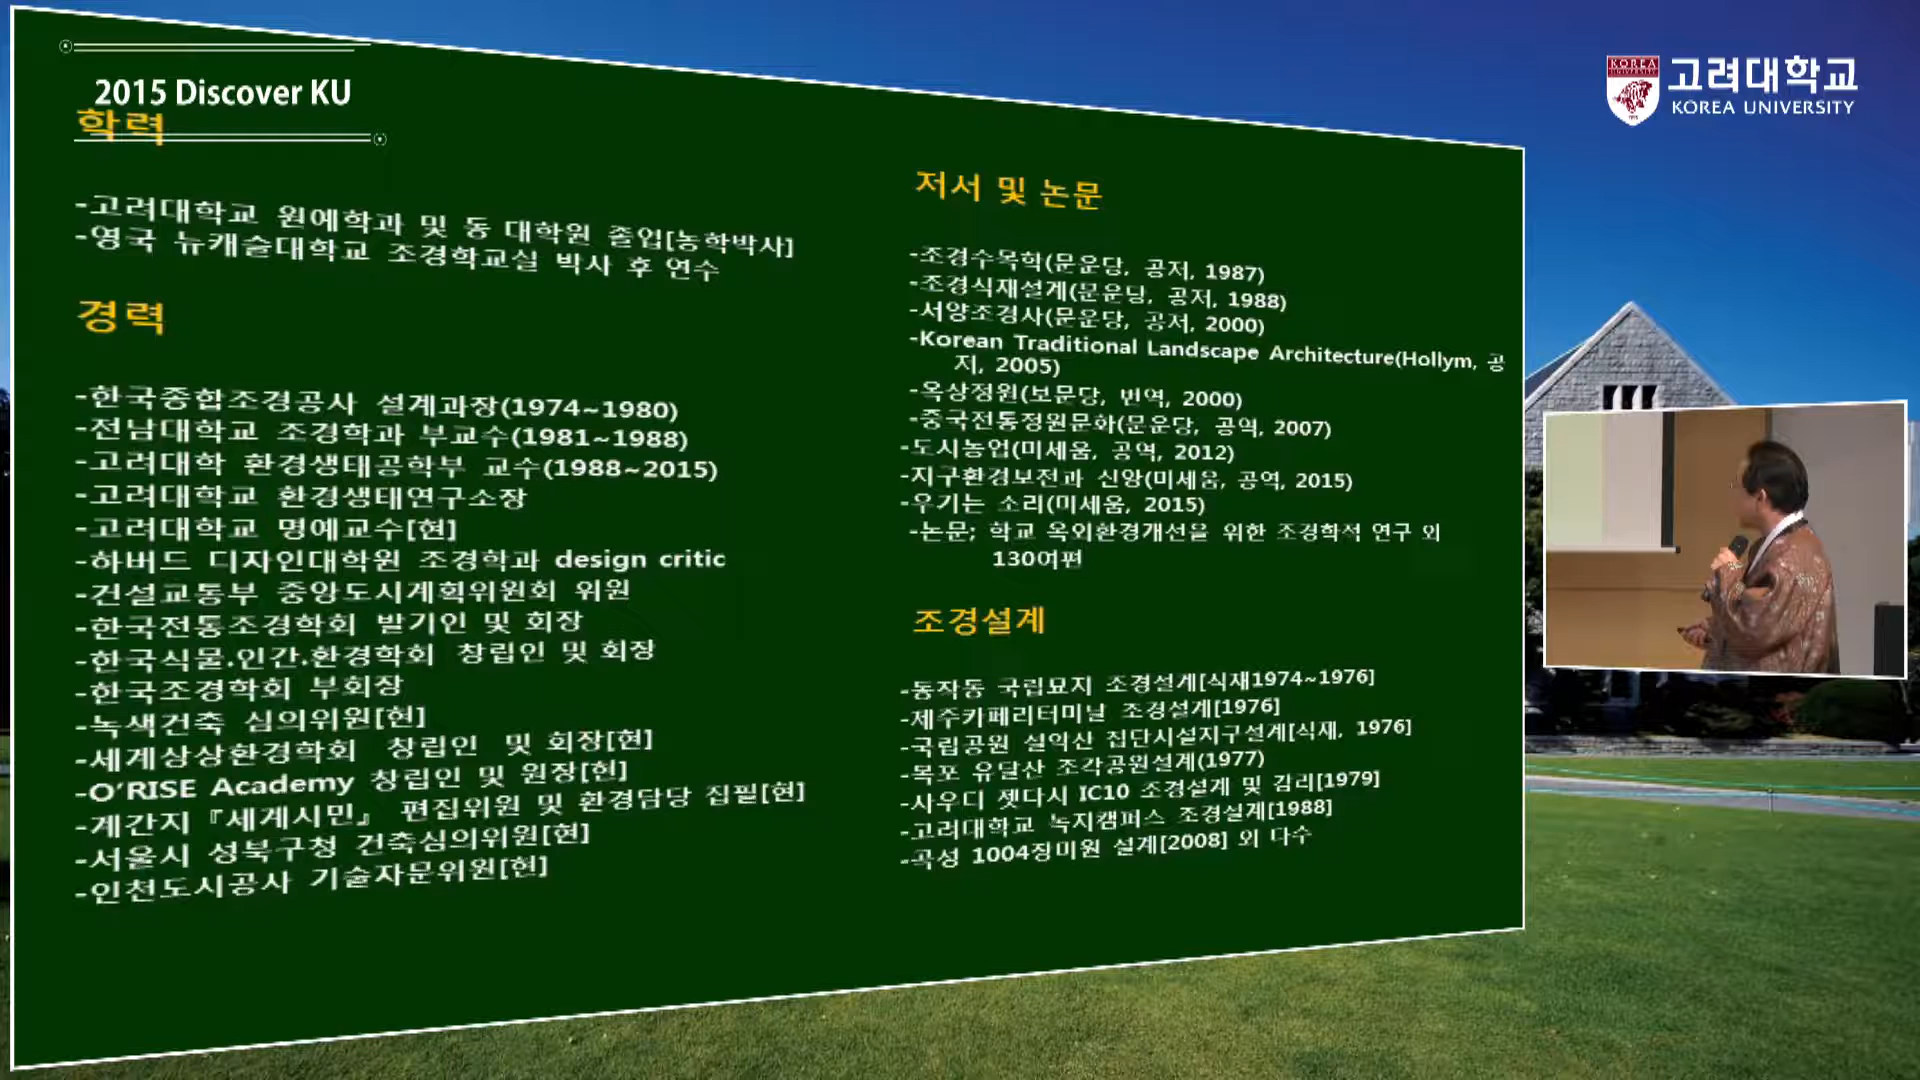 2015 Discover KU
학력
-고려대학교 원예학과 및 동 대학원 졸입[농학박사]
-영국 뉴캐슬대학교 조경학교실 박사 후 연수
경력
-한국종합조경공사 설계과장(1974~1980)
-전남대학교 조경학과 부교수(1981~1988)
-고려대학 환경생태공학부 교수(1988~2015)
-고려대학교 환경생태연구소장
-고려대학교 명예교수[현]
-하버드 디자인대학원 조경학과 design critic
-건설교통부 중앙도시계획위원회 위원
-한국전통조경학회 발기인 및 회장
-한국식물.인간.환경학회 창립인 및 회장
-한국조경학회 부회장
-녹색건축 심의위원[현]
-세계상상환경학회 창립인 및 회장[현]
-O'RISE Academy 창립인 및 원장[현]
-계간지『세계시민』 편집위원 및 환경담당 집필[현]
-서울시 성북구청 건축심의위원[현]
-인천도시공사 기술자문위원[현]
저서 및 논문
-조경수목학(문운당, 공저, 1987)
-조경식재설계(문운당, 공저, 1988)
-서양조경사(문운당, 공저, 2000)
-Korean Traditional Landscape Architecture(Hollym, 공
저, 2005)
-옥상정원(보문당, 번역, 2000)
-중국전통정원문화(문운당, 공역, 2007)
-도시농업(미세움, 공역, 2012)
-지구환경보전과 신앙(미세움, 공역, 2015)
-우기는 소리(미세움, 2015)
-논문; 학교 옥외환경개선을 위한 조경학적 연구 외
130여편
조경설계
-동작동 국립묘지 조경설계[식재1974~1976]
-제주카페리터미날 조경설계[1976]
-국립공원 설악산 집단시설지구설계[식재, 1976]
-목포 유달산 조각공원설계(1977)
-사우디 젯다시 IC10 조경설계 및 감리[1979]
-고려대학교 녹지캠퍼스 조경설계[1988]
-곡성 1004장미원 설계[2008] 외 다수
KOREA
UNIVERSITY
고려대학교
KOREA UNIVERSITY